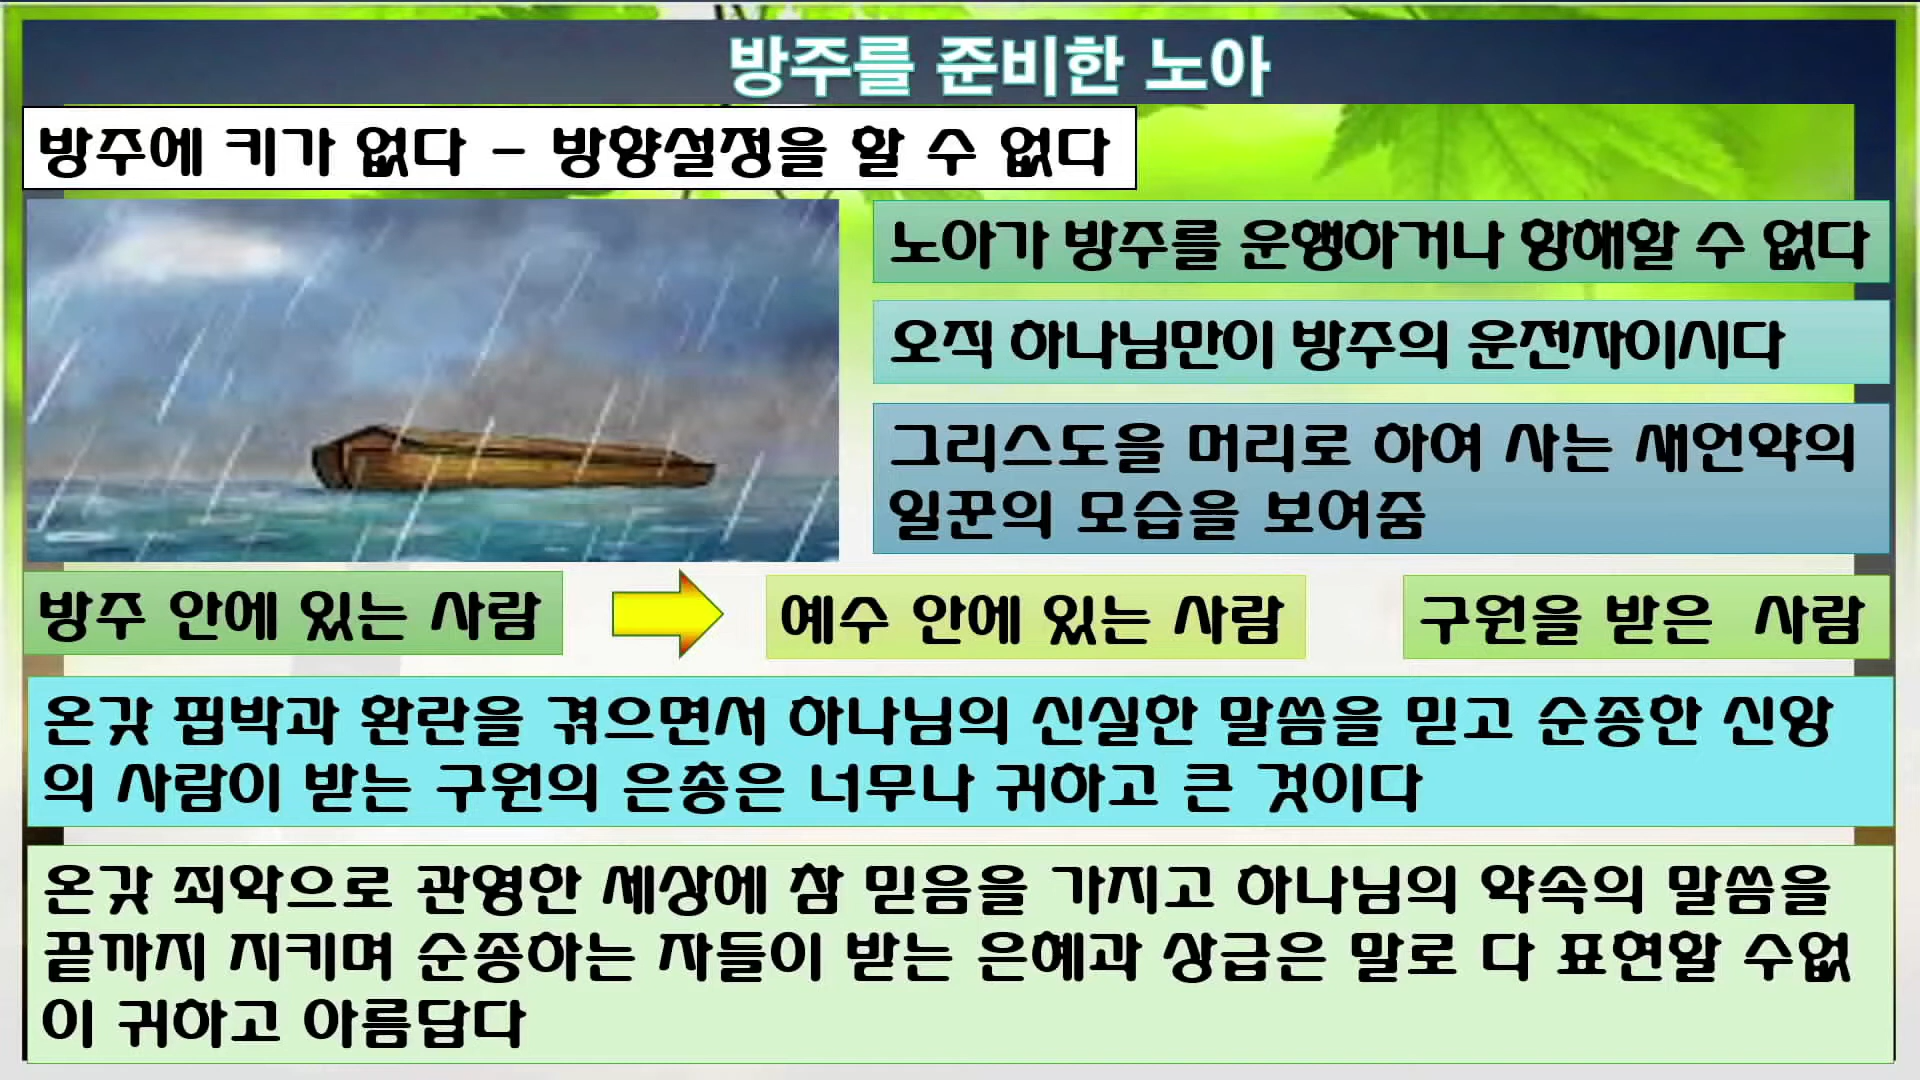 방주를 준비한 노아
방주에 키가 없다 - 방향설정을 할 수 없다
노아가 방주를 운행하거나 항해할 수 없다
오직 하나님만이 방주의 운전자이시다
그리스도을 머리로 하여 사는 새언약의
일꾼의 모습을 보여줌
방주 안에 있는 사람
예수 안에 있는 사람
구원을 받은 사람
온갖 핍박과 환란을 겪으면서 하나님의 신실한 말씀을 믿고 순종한 신앙
의 사람이 받는 구원의 은총은 너무나 귀하고 큰 것이다
온갖 죄악으로 관영한 세상에 참 믿음을 가지고 하나님의 약속의 말씀을
끝까지 지키며 순종하는 자들이 받는 은혜과 상급은 말로 다 표현할 수없
이 귀하고 아름답다